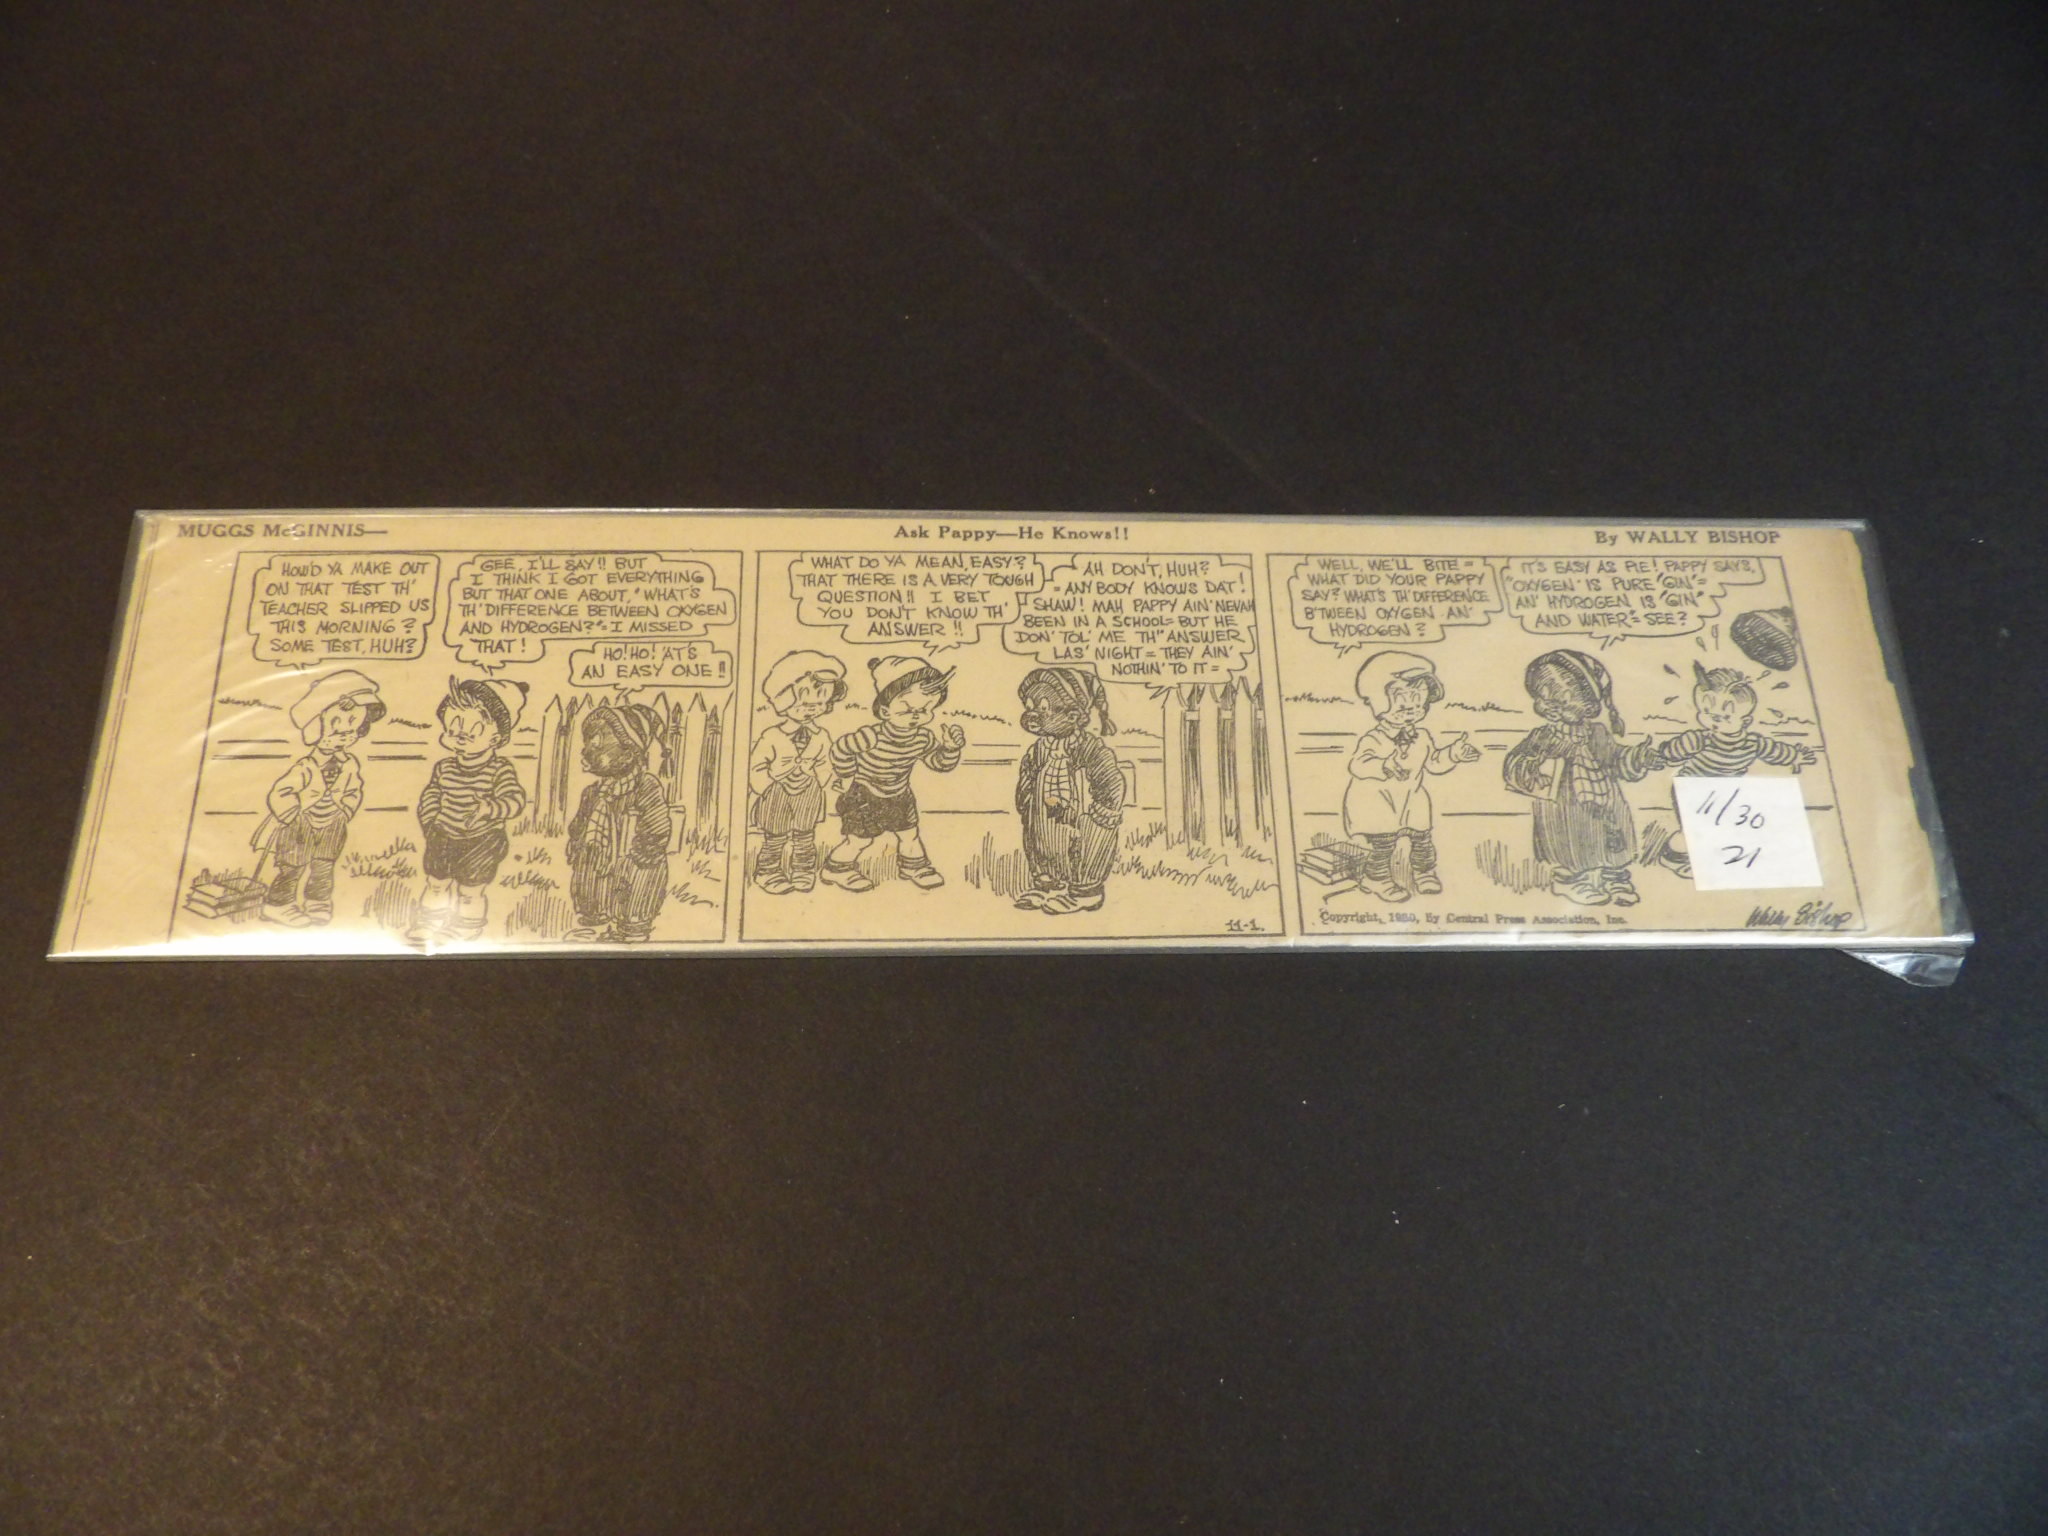 MUGGS McGINNIS—
Ask Pappy—He Knows!!
By WALLY BISHOP
HOW'D YA MAKE OUT
ON THAT TEST TH'
TEACHER SLIPPED US
THIS MORNING?
SOME TEST, HUH?
GEE, I'LL SAY!! BUT
I THINK I GOT EVERYTHING
BUT THAT ONE ABOUT, "WHAT'S
TH' DIFFERENCE BETWEEN OXYGEN
AND HYDROGEN?"= I MISSED
THAT!
HO! HO! 'AT'S
AN EASY ONE!!
WHAT DO YA MEAN, EASY?
THAT THERE IS A VERY TOUGH
QUESTION!! I BET
YOU DON'T KNOW TH'
ANSWER!!
AH DON'T, HUH?
= ANY BODY KNOWS DAT!
SHAW! MAH PAPPY AIN' NEVAH
BEEN IN A SCHOOL= BUT HE
DON' TOL' ME TH' ANSWER
LAS' NIGHT= THEY AIN'
NOTHIN' TO IT=
11-1.
WELL, WE'LL BITE=
WHAT DID YOUR PAPPY
SAY? WHAT'S TH' DIFFERENCE
B'TWEEN OXYGEN AN'
HYDROGEN?
IT'S EASY AS PIE! PAPPY SAYS,
"OXYGEN" IS PURE "GIN"=
AN' HYDROGEN IS "GIN"
AND WATER"= SEE?
11/30
21
Copyright, 1930, by Central Press Association, Inc.
Wally Bishop